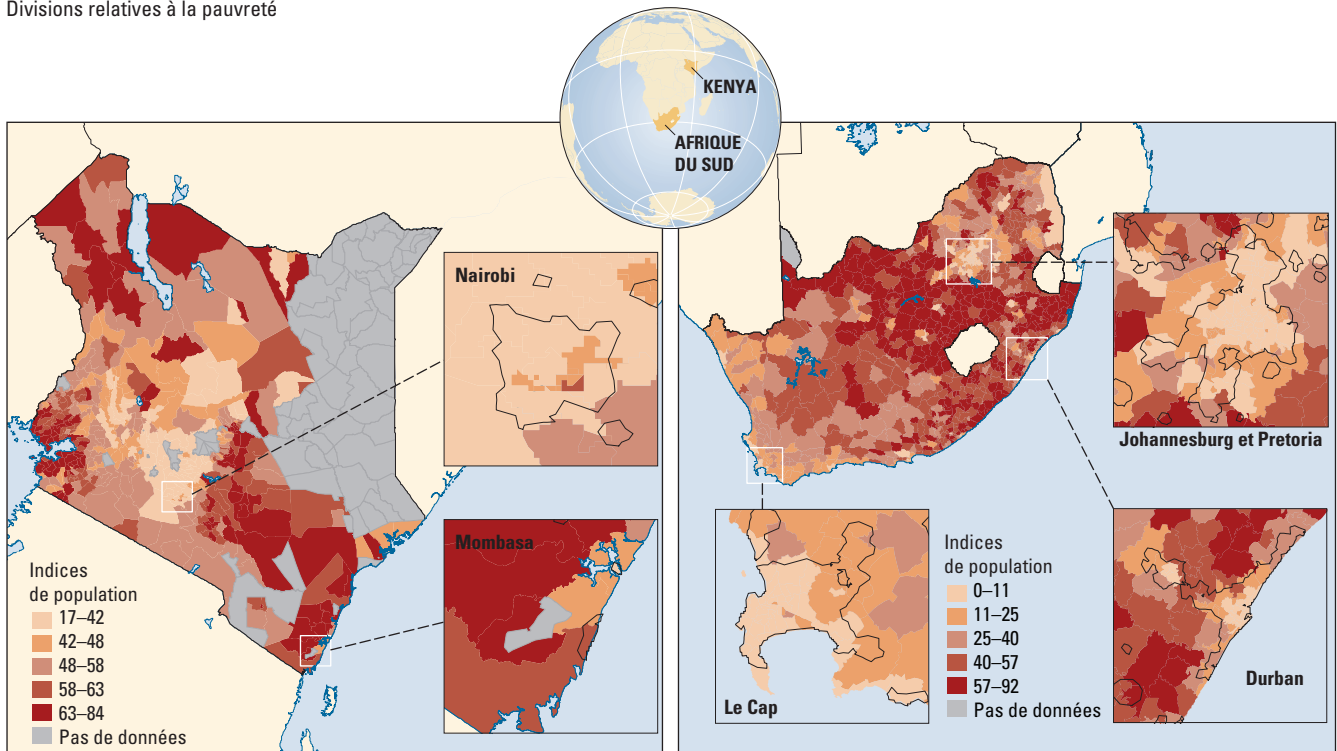 Divisions relatives à la pauvreté
KENYA
AFRIQUE
DU SUD
Nairobi
Mombasa
Indices
de population
17–42
42–48
48–58
58–63
63–84
Pas de données
Johannesburg et Pretoria
Le Cap
Indices
de population
0–11
11–25
25–40
40–57
57–92
Pas de données
Durban